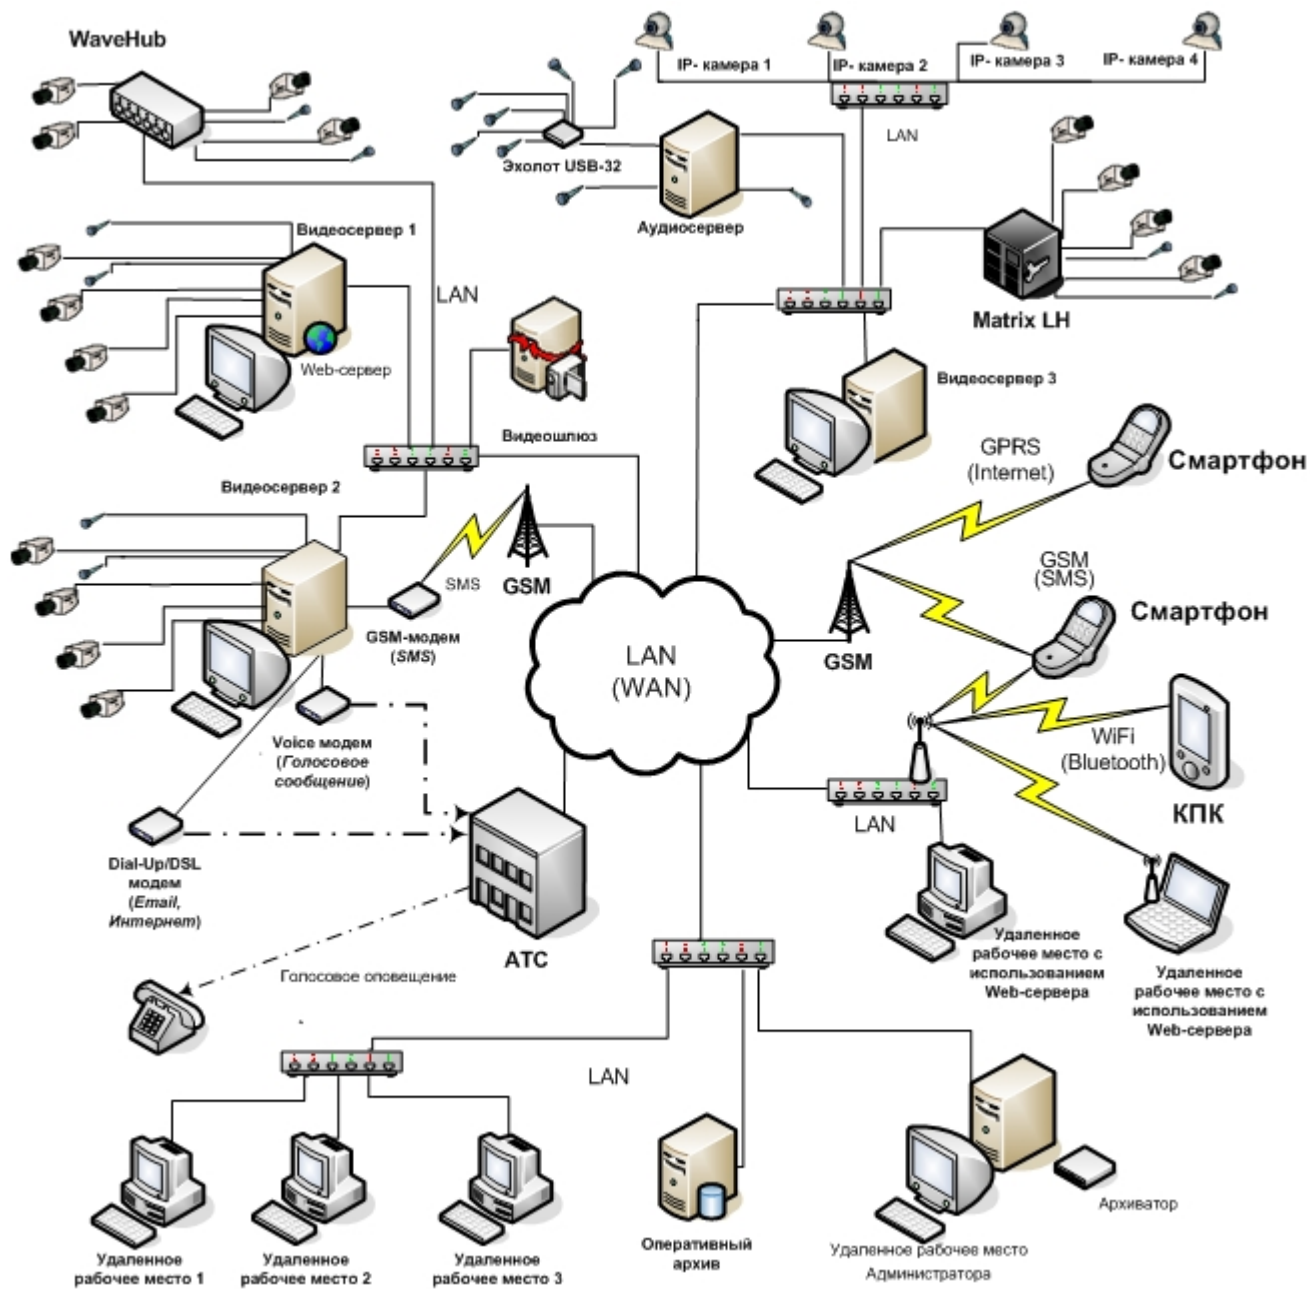 WaveHub
IP- камера 1
IP- камера 2
IP- камера 3
IP- камера 4
LAN
Эхолот USB-32
Аудиосервер
Видеосервер 1
LAN
Web-сервер
Matrix LH
Видеосервер 3
Видеошлюз
Видеосервер 2
GPRS
(Internet)
Смартфон
SMS
GSM
GSM-модем
(SMS)
GSM
(SMS)
Смартфон
GSM
LAN
(WAN)
Voice модем
(Голосовое
сообщение)
WiFi
(Bluetooth)
КПК
LAN
Dial-Up/DSL
модем
(Email,
Интернет)
АТС
Голосовое оповещение
Удаленное
рабочее место с
использованием
Web-сервера
Удаленное
рабочее место с
использованием
Web-сервера
LAN
Удаленное
рабочее место 1
Удаленное
рабочее место 2
Удаленное
рабочее место 3
Оперативный
архив
Архиватор
Удаленное рабочее место
Администратора